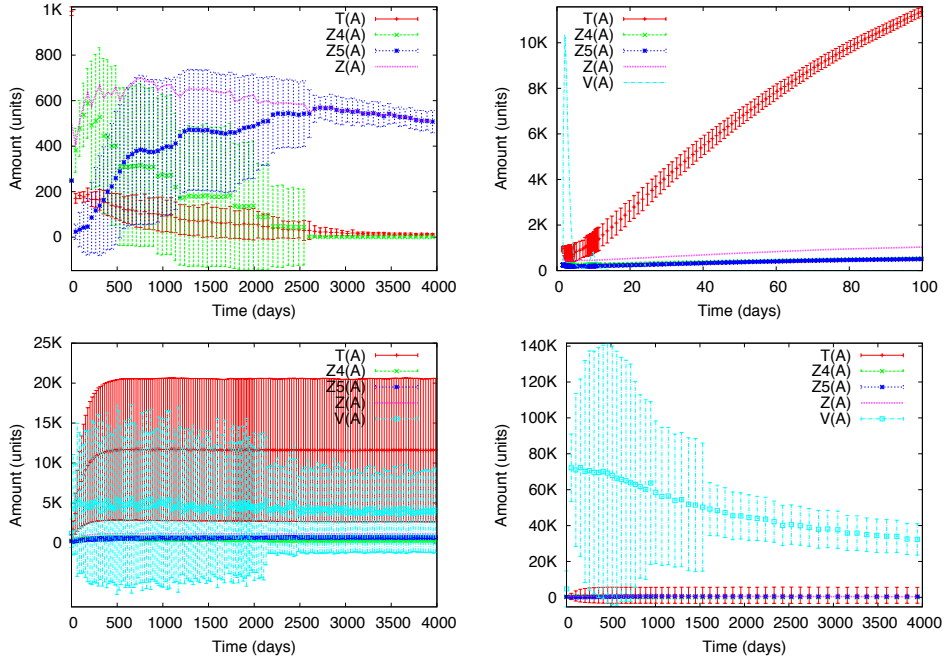 1K
800
600
400
200
0
0 500 1000 1500 2000 2500 3000 3500 4000
Amount (units)
Time (days)
T(A)
Z4(A)
Z5(A)
Z(A)
10K
8K
6K
4K
2K
0
20 40 60 80 100
Amount (units)
Time (days)
T(A)
Z4(A)
Z5(A)
Z(A)
V(A)
25K
20K
15K
10K
5K
0
0 500 1000 1500 2000 2500 3000 3500 4000
Amount (units)
Time (days)
T(A)
Z4(A)
Z5(A)
Z(A)
V(A)
140K
120K
100K
80K
60K
40K
20K
0
0 500 1000 1500 2000 2500 3000 3500 4000
Amount (units)
Time (days)
T(A)
Z4(A)
Z5(A)
Z(A)
V(A)